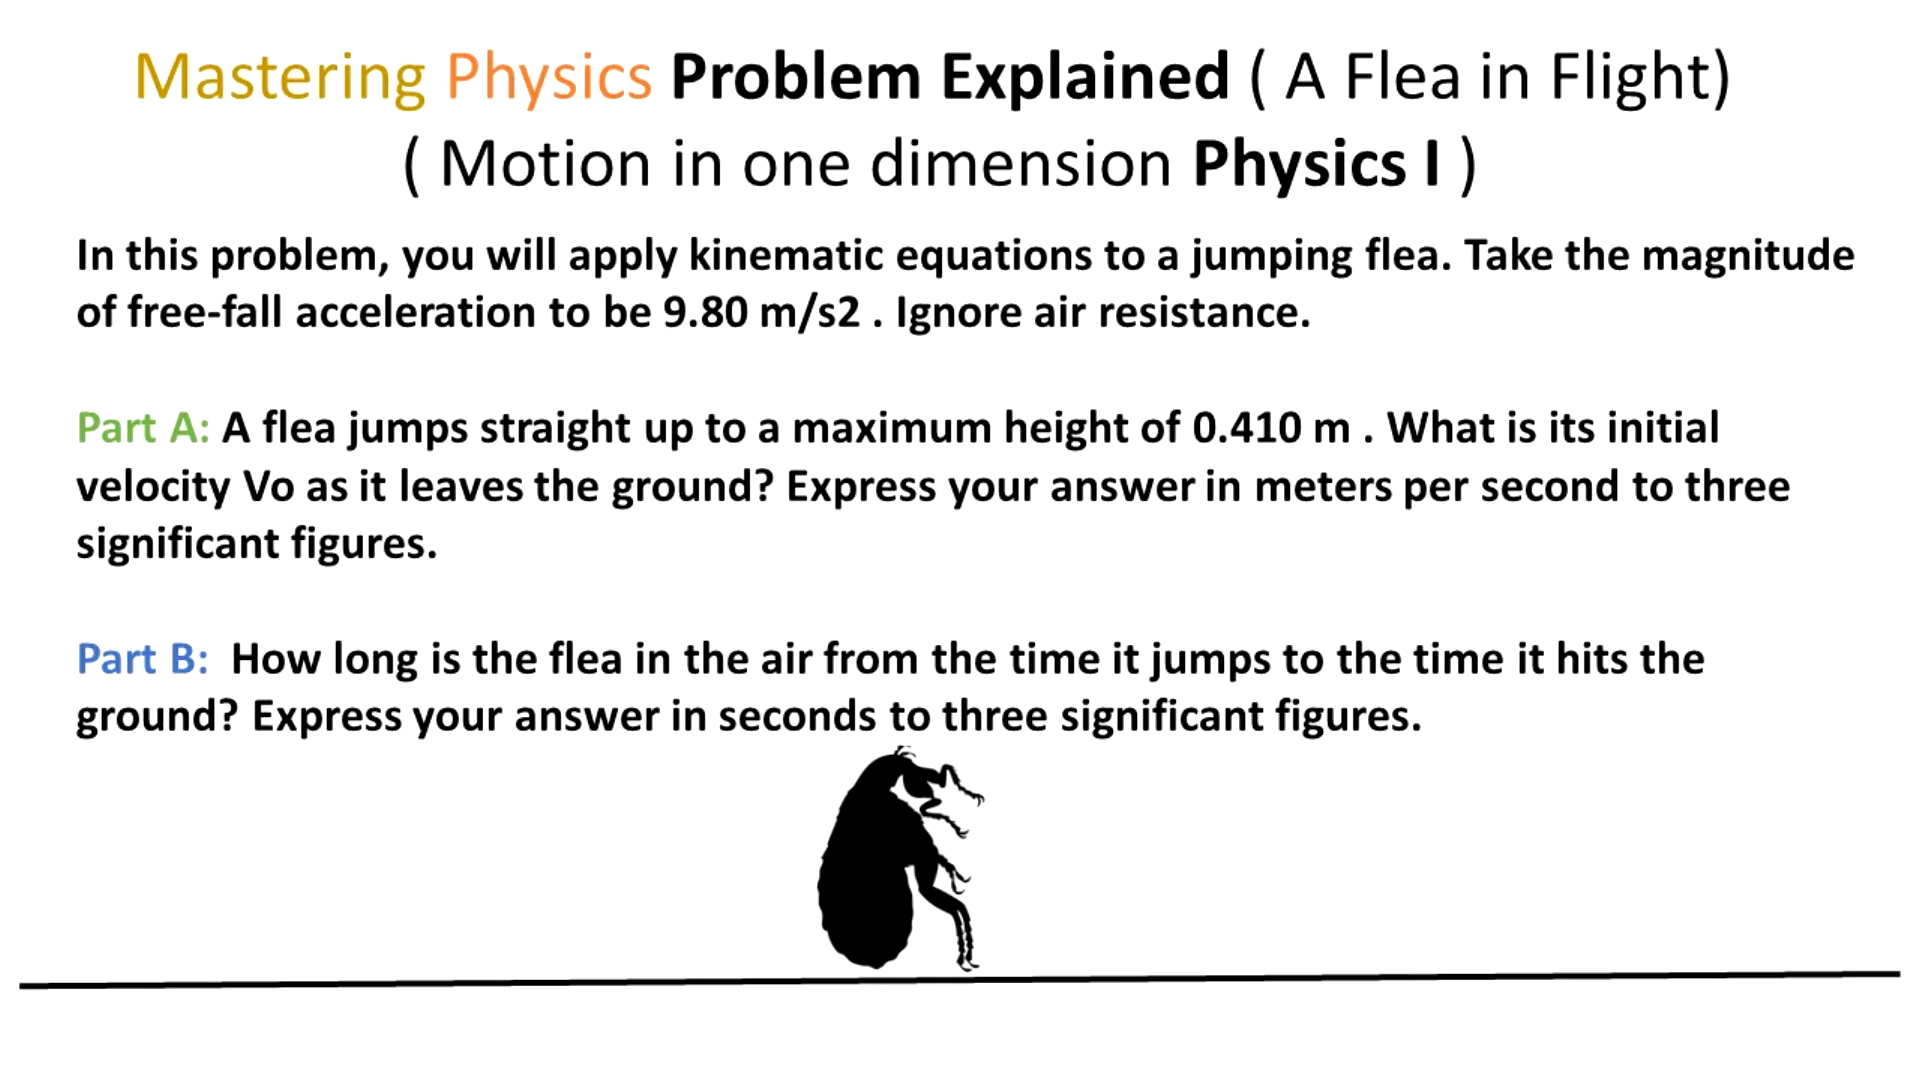 Mastering Physics Problem Explained ( A Flea in Flight)
( Motion in one dimension Physics I )
In this problem, you will apply kinematic equations to a jumping flea. Take the magnitude
of free-fall acceleration to be 9.80 m/s2 . Ignore air resistance.
Part A: A flea jumps straight up to a maximum height of 0.410 m . What is its initial
velocity Vo as it leaves the ground? Express your answer in meters per second to three
significant figures.
Part B: How long is the flea in the air from the time it jumps to the time it hits the
ground? Express your answer in seconds to three significant figures.